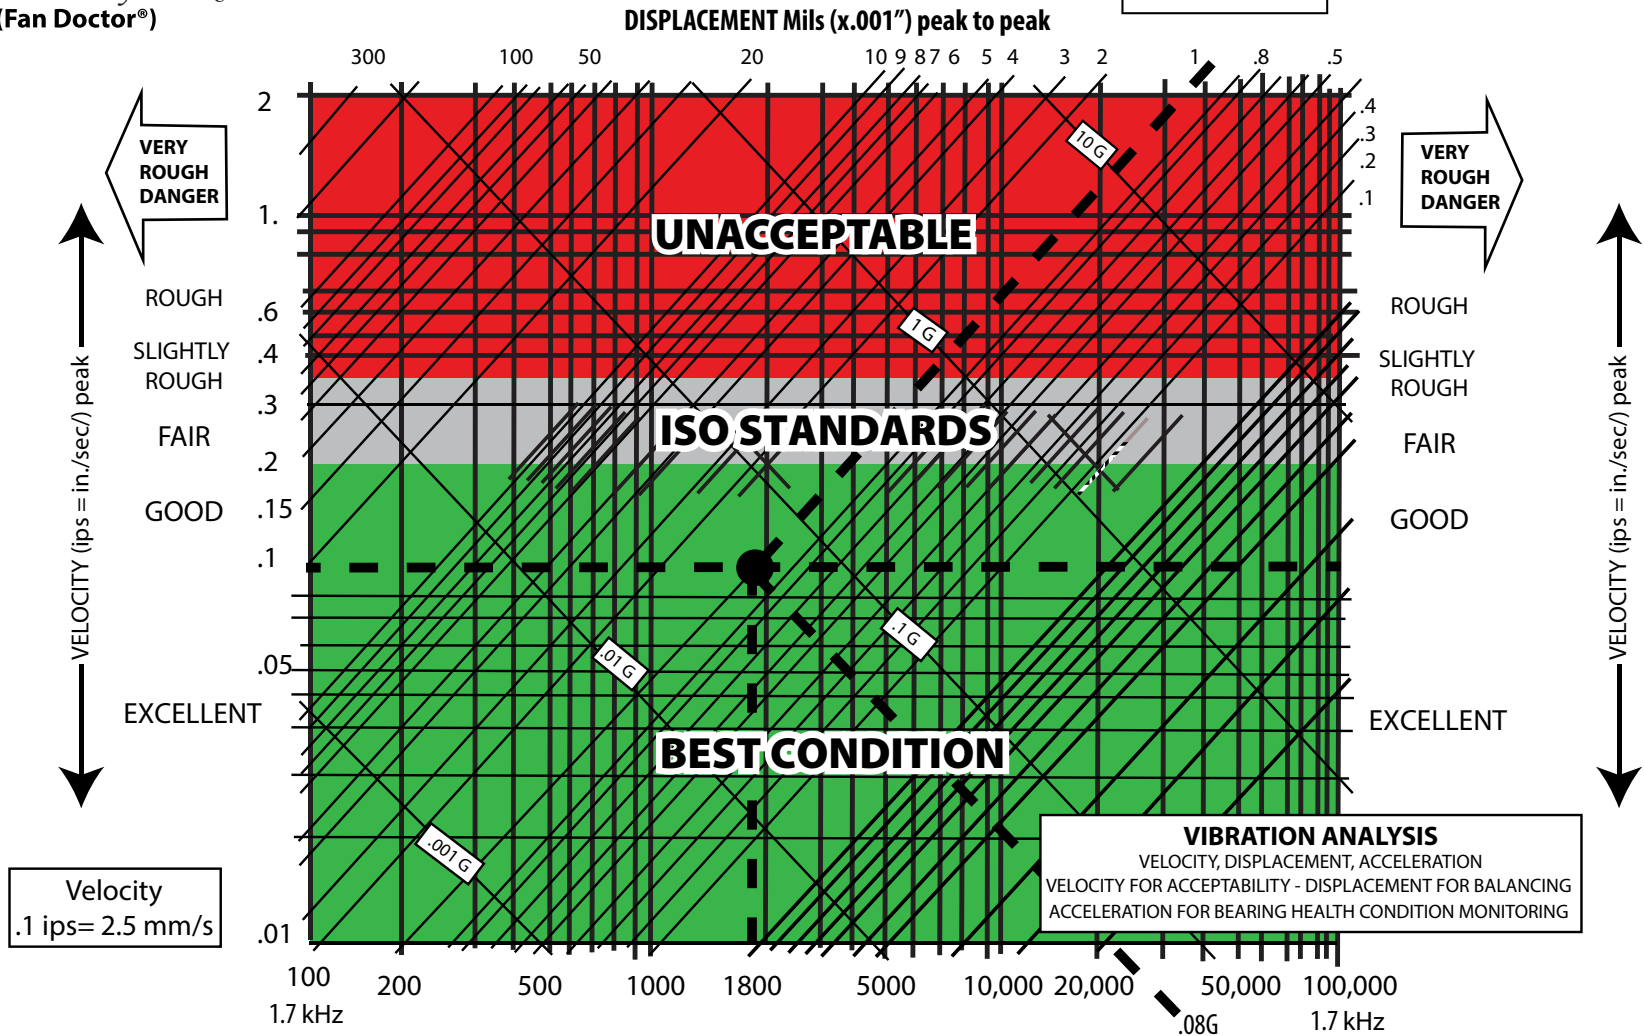 (Fan Doctor®)
DISPLACEMENT Mils (x.001”) peak to peak
300 100 50 20 10 9 8 7 6 5 4 3 2 1 .8 .5
.4
.3
.2
.1
2
1.
.6
.4
.3
.2
.15
.1
.05
.01
VERY
ROUGH
DANGER
ROUGH
SLIGHTLY
ROUGH
FAIR
GOOD
EXCELLENT
VELOCITY (ips = in./sec/) peak
10 G
1 G
.1 G
.01 G
.001 G
UNACCEPTABLE
ISO STANDARDS
BEST CONDITION
VERY
ROUGH
DANGER
ROUGH
SLIGHTLY
ROUGH
FAIR
GOOD
EXCELLENT
VELOCITY (ips = in./sec/) peak
VIBRATION ANALYSIS
VELOCITY, DISPLACEMENT, ACCELERATION
VELOCITY FOR ACCEPTABILITY - DISPLACEMENT FOR BALANCING
ACCELERATION FOR BEARING HEALTH CONDITION MONITORING
Velocity
.1 ips= 2.5 mm/s
100 200 500 1000 1800 5000 10,000 20,000 50,000 100,000
1.7 kHz .08G 1.7 kHz